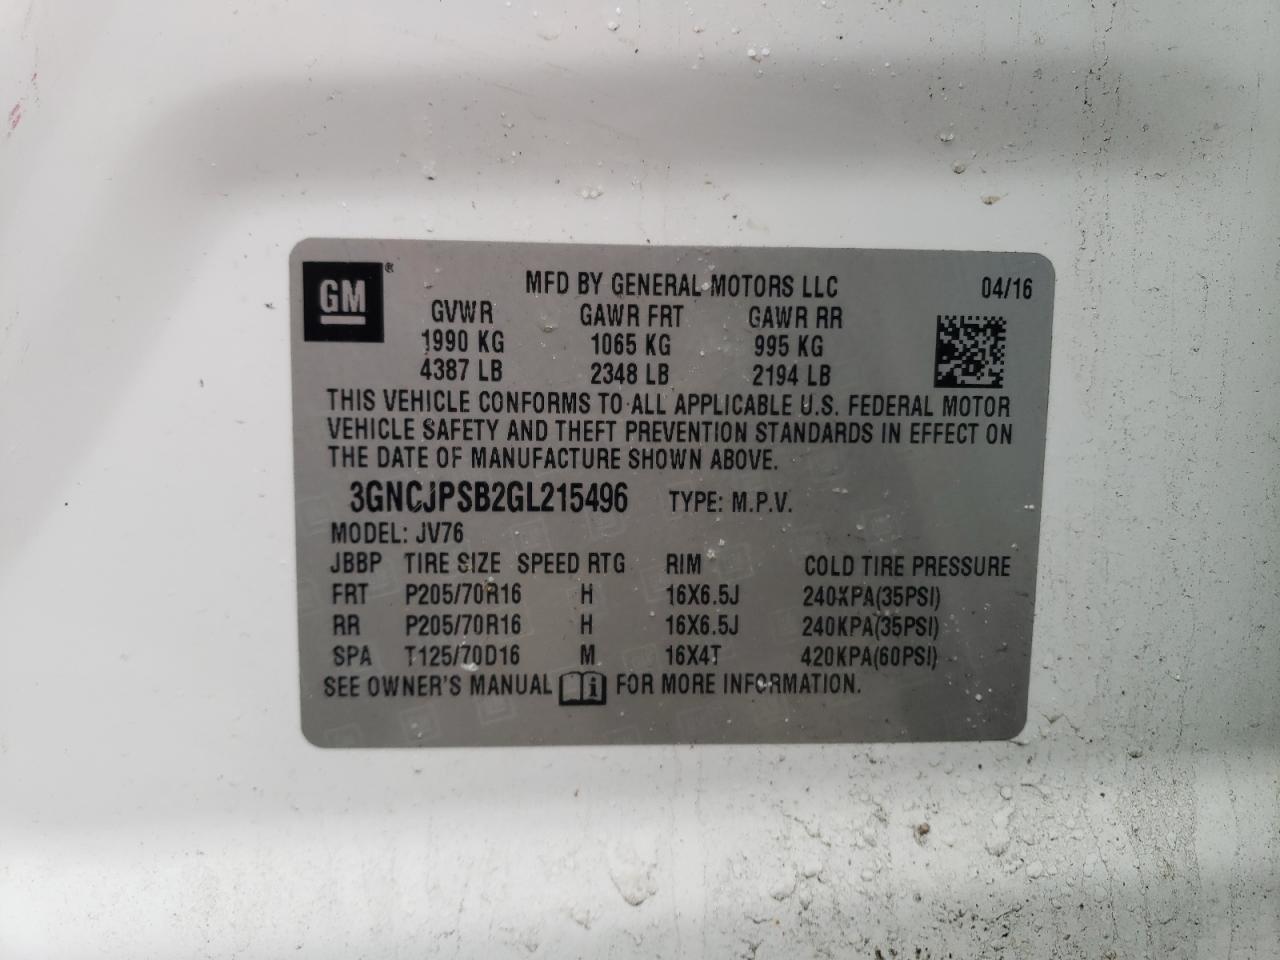 GM®
MFD BY GENERAL MOTORS LLC 04/16
GVWR GAWR FRT GAWR RR
1990 KG 1065 KG 995 KG
4387 LB 2348 LB 2194 LB
THIS VEHICLE CONFORMS TO ALL APPLICABLE U.S. FEDERAL MOTOR
VEHICLE SAFETY AND THEFT PREVENTION STANDARDS IN EFFECT ON
THE DATE OF MANUFACTURE SHOWN ABOVE.
3GNCJPSB2GL215496 TYPE: M.P.V.
MODEL: JV76
JBBP TIRE SIZE SPEED RTG RIM COLD TIRE PRESSURE
FRT P205/70R16 H 16X6.5J 240KPA(35PSI)
RR P205/70R16 H 16X6.5J 240KPA(35PSI)
SPA T125/70D16 M 16X4T 420KPA(60PSI)
SEE OWNER'S MANUAL i FOR MORE INFORMATION.